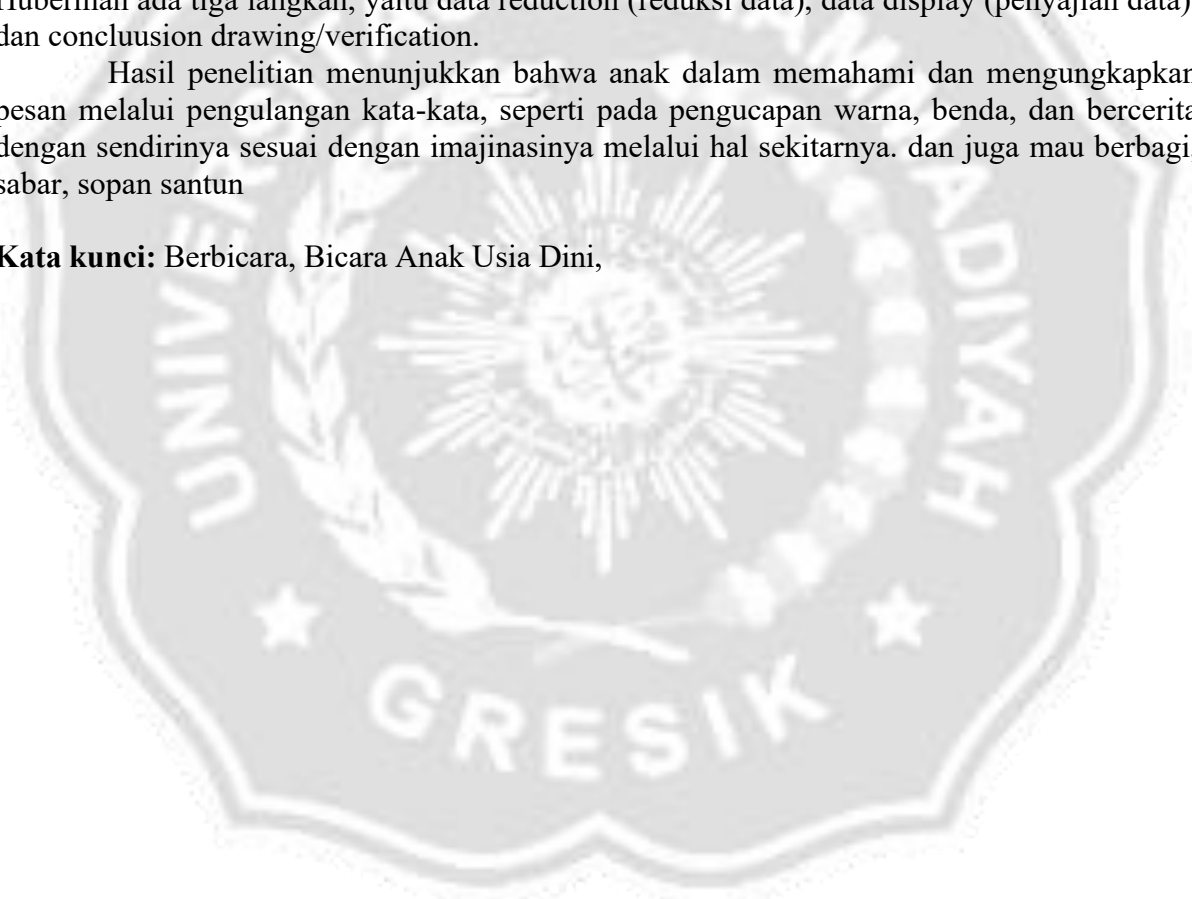 Huberman ada tiga langkah, yaitu data reduction (reduksi data), data display (penyajian data)
dan concluusion drawing/verification.
Hasil penelitian menunjukkan bahwa anak dalam memahami dan mengungkapkan
pesan melalui pengulangan kata-kata, seperti pada pengucapan warna, benda, dan bercerita
dengan sendirinya sesuai dengan imajinasinya melalui hal sekitarnya. dan juga mau berbagi,
sabar, sopan santun
Kata kunci: Berbicara, Bicara Anak Usia Dini,
GRESIK